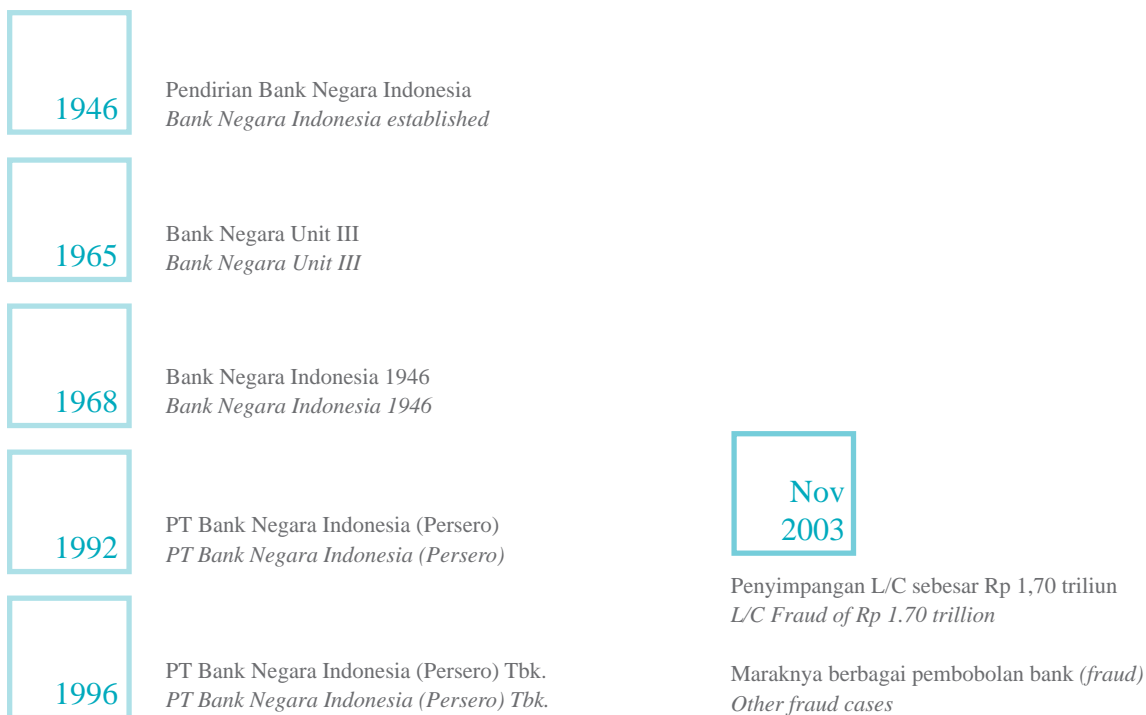 1946
Pendirian Bank Negara Indonesia
Bank Negara Indonesia established
1965
Bank Negara Unit III
Bank Negara Unit III
1968
Bank Negara Indonesia 1946
Bank Negara Indonesia 1946
1992
PT Bank Negara Indonesia (Persero)
PT Bank Negara Indonesia (Persero)
1996
PT Bank Negara Indonesia (Persero) Tbk.
PT Bank Negara Indonesia (Persero) Tbk.
Nov
2003
Penyimpangan L/C sebesar Rp 1,70 triliun
L/C Fraud of Rp 1.70 trillion
Maraknya berbagai pembobolan bank (fraud)
Other fraud cases